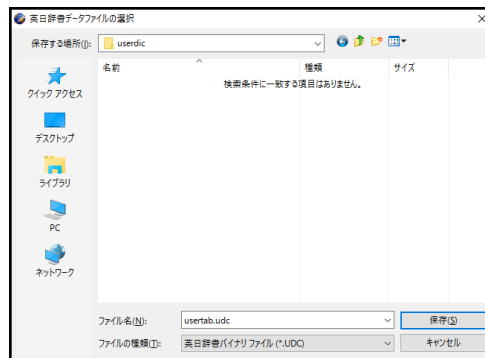 英日辞書データファイルの選択
保存する場所(I):
userdic
名前
種類
サイズ
検索条件に一致する項目はありません。
クイック アクセス
デスクトップ
ライブラリ
PC
ネットワーク
ファイル名(N):
usertab.udc
保存(S)
ファイルの種類(T):
英日辞書バイナリ ファイル (*.UDC)
キャンセル